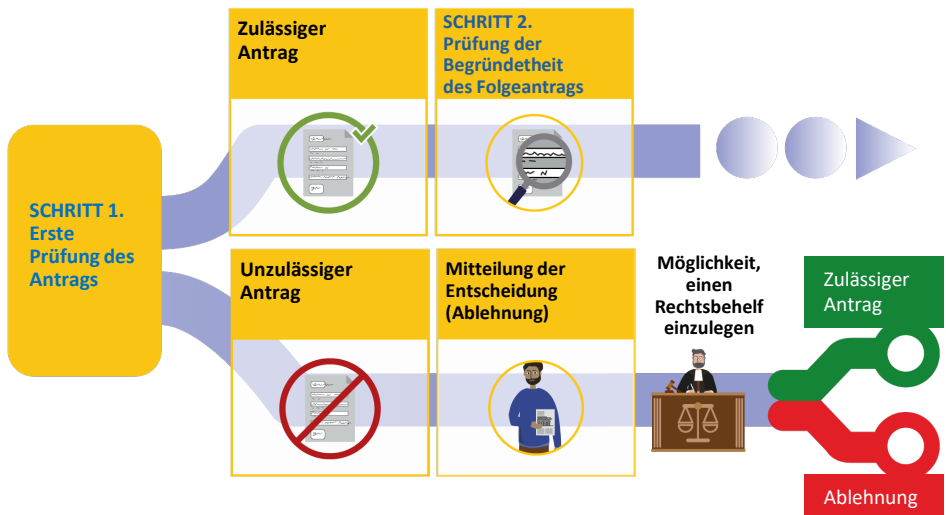 SCHRITT 1.
Erste
Prüfung des
Antrags
Zulässiger
Antrag
SCHRITT 2.
Prüfung der
Begründetheit
des Folgeantrags
Unzulässiger
Antrag
Mitteilung der
Entscheidung
(Ablehnung)
Möglichkeit,
einen
Rechtsbehelf
einzulegen
Zulässiger
Antrag
Ablehnung